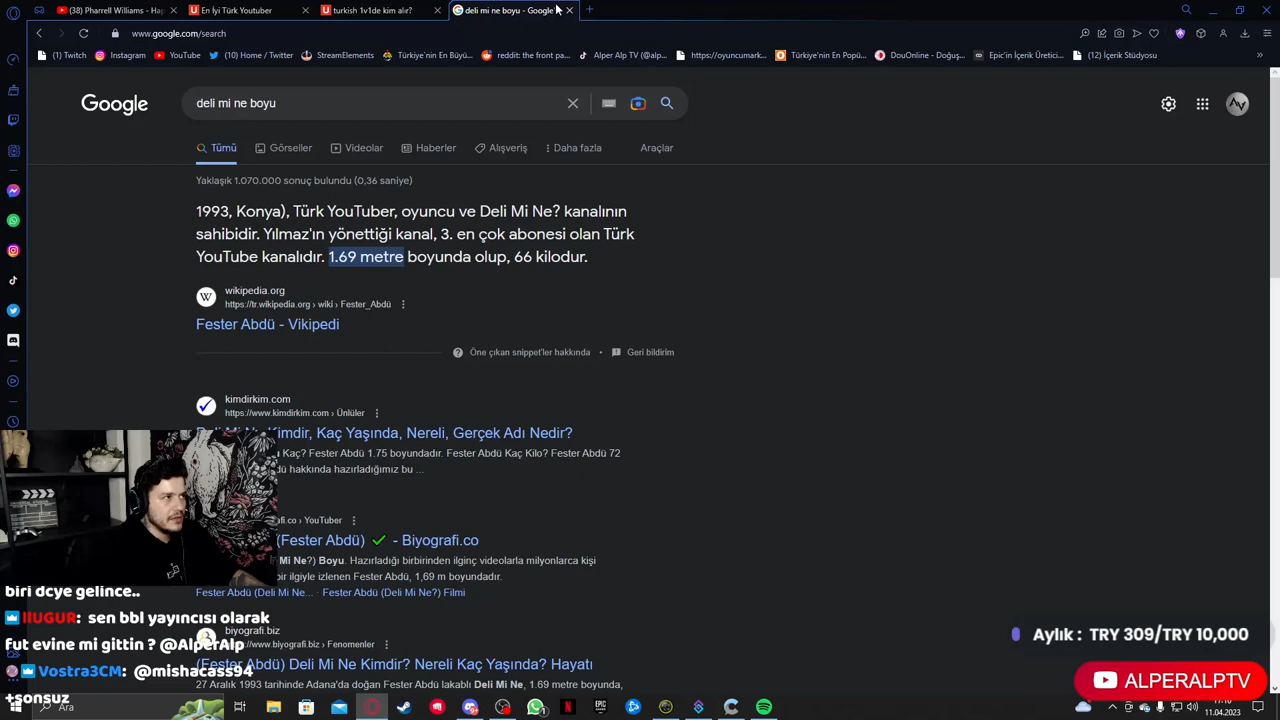 (38) Pharrell Williams - Hap
En İyi Türk Youtuber
turkish 1v1de kim alır?
deli mi ne boyu - Google
www.google.com/search
(1) Twitch
Instagram
YouTube
(10) Home / Twitter
StreamElements
Türkiye'nin En Büyü...
reddit: the front pa...
Alper Alp TV (@alpe...
https://oyuncumark...
Türkiye'nin En Popü...
DouOnline - Doğuş...
Epic'in İçerik Üretici...
(12) İçerik Stüdyosu
Google
deli mi ne boyu
Tümü
Görseller
Videolar
Haberler
Alışveriş
Daha fazla
Araçlar
Yaklaşık 1.070.000 sonuç bulundu (0,36 saniye)
1993, Konya), Türk YouTuber, oyuncu ve Deli Mi Ne? kanalının
sahibidir. Yılmaz'ın yönettiği kanal, 3. en çok abonesi olan Türk
YouTube kanalıdır. 1.69 metre boyunda olup, 66 kilodur.
wikipedia.org
https://tr.wikipedia.org › wiki › Fester_Abdü
Fester Abdü - Vikipedi
Öne çıkan snippet'ler hakkında • Geri bildirim
kimdirkim.com
https://www.kimdirkim.com › Ünlüler
Deli Mi Ne Kimdir, Kaç Yaşında, Nereli, Gerçek Adı Nedir?
Kaç? Fester Abdü 1.75 boyundadır. Fester Abdü Kaç Kilo? Fester Abdü 72
hakkında hazırladığımız bu ...
› YouTube
(Fester Abdü) ✓ - Biyografi.co
Mi Ne?) Boyu. Hazırladığı birbirinden ilginç videolarla milyonlarca kişi
bir ilgiyle izlenen Fester Abdü, 1,69 m boyundadır.
Fester Abdü (Deli Mi Ne... · Fester Abdü (Deli Mi Ne?) Filmi
biyografi.biz
www.biyografi.biz › Fenomenler
(Fester Abdü) Deli Mi Ne Kimdir? Nereli Kaç Yaşında? Hayatı
27 Aralık 1993 tarihinde Adana'da doğan Fester Abdü lakablı Deli Mi Ne, 1.69 metre boyunda,
biri dcye gelince..
llUGUR: sen bbl yayıncısı olarak
fut evine mi gittin ? @AlperAlp
Vostra3CM: @mishacass94
+sonsuz
Aylık : TRY 309/TRY 10,000
ALPERALPTV
Ara
11.04.2023